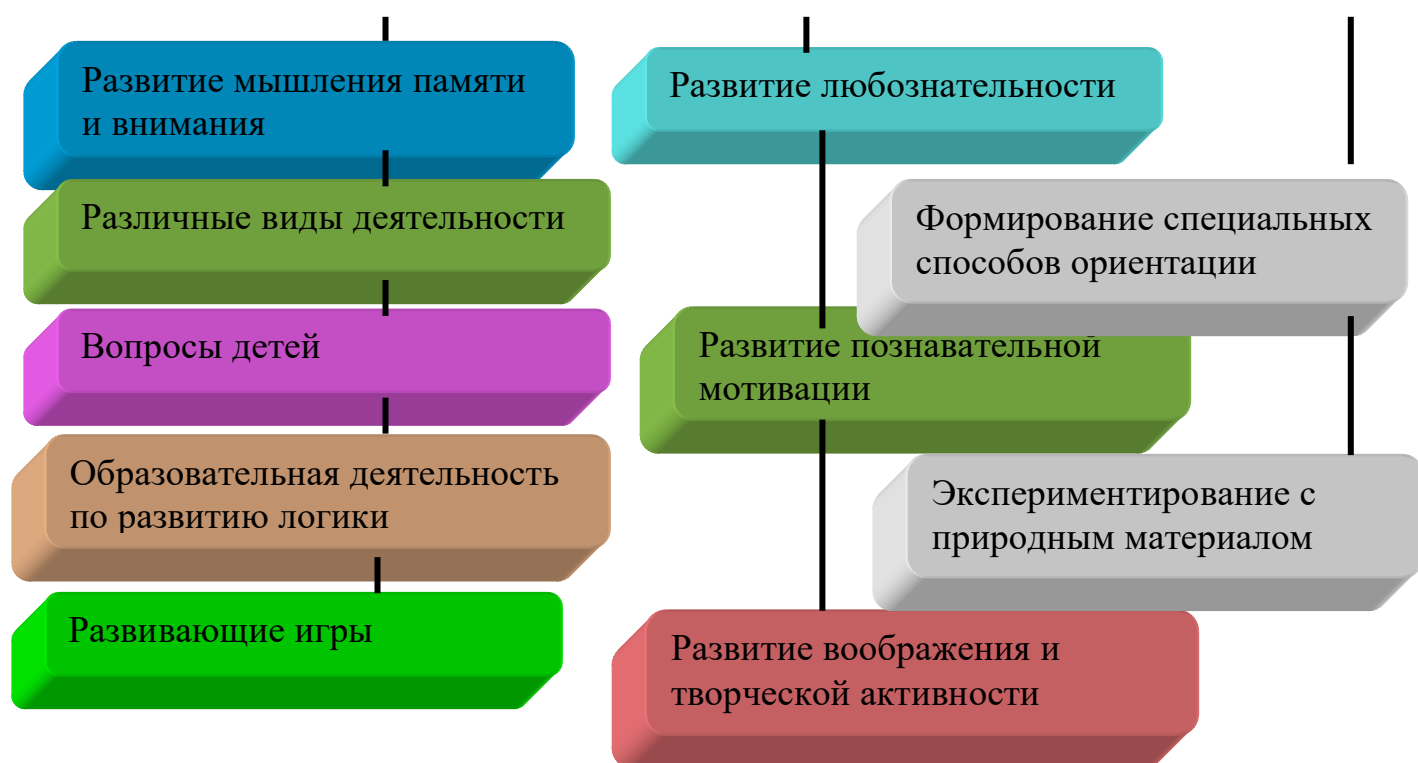 Развитие мышления памяти
и внимания
Различные виды деятельности
Вопросы детей
Образовательная деятельность
по развитию логики
Развивающие игры
Развитие любознательности
Развитие познавательной
мотивации
Развитие воображения и
творческой активности
Формирование специальных
способов ориентации
Экспериментирование с
природным материалом